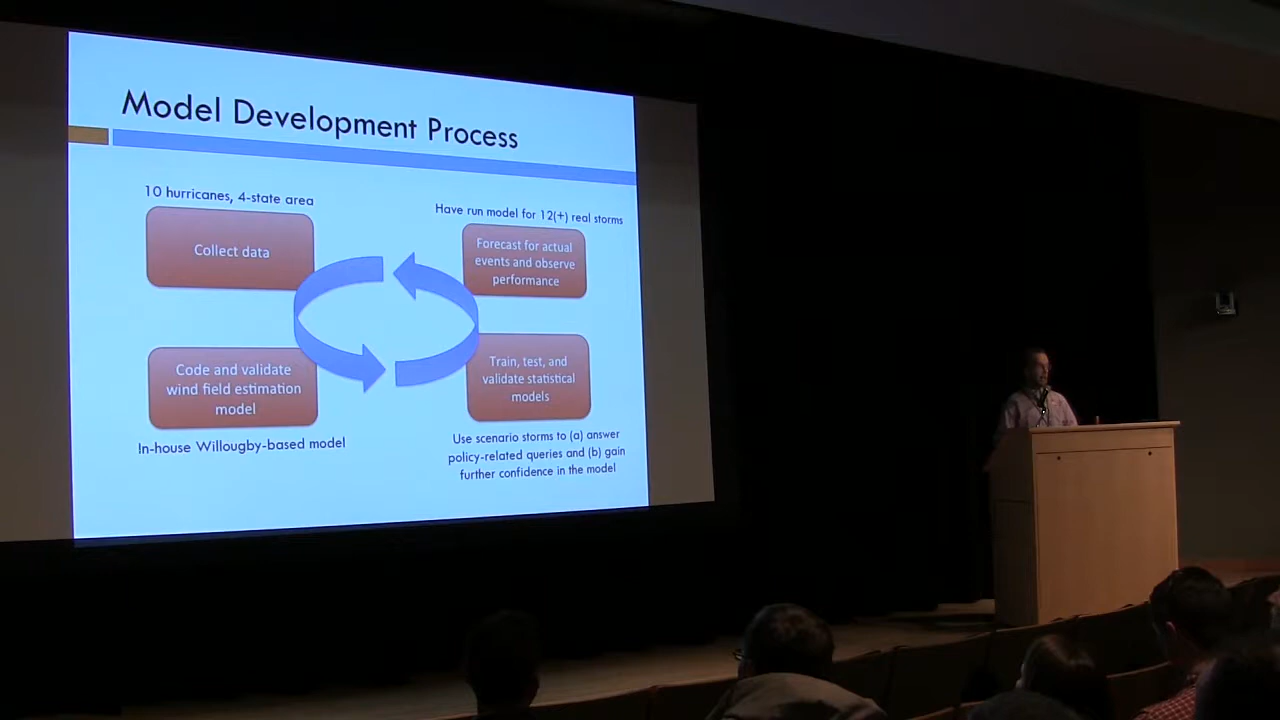 Model Development Process
10 hurricanes, 4-state area
Collect data
Have run model for 12(+) real storms
Forecast for actual
events and observe
performance
Code and validate
wind field estimation
model
In-house Willougby-based model
Train, test, and
validate statistical
models
Use scenario storms to (a) answer
policy-related queries and (b) gain
further confidence in the model